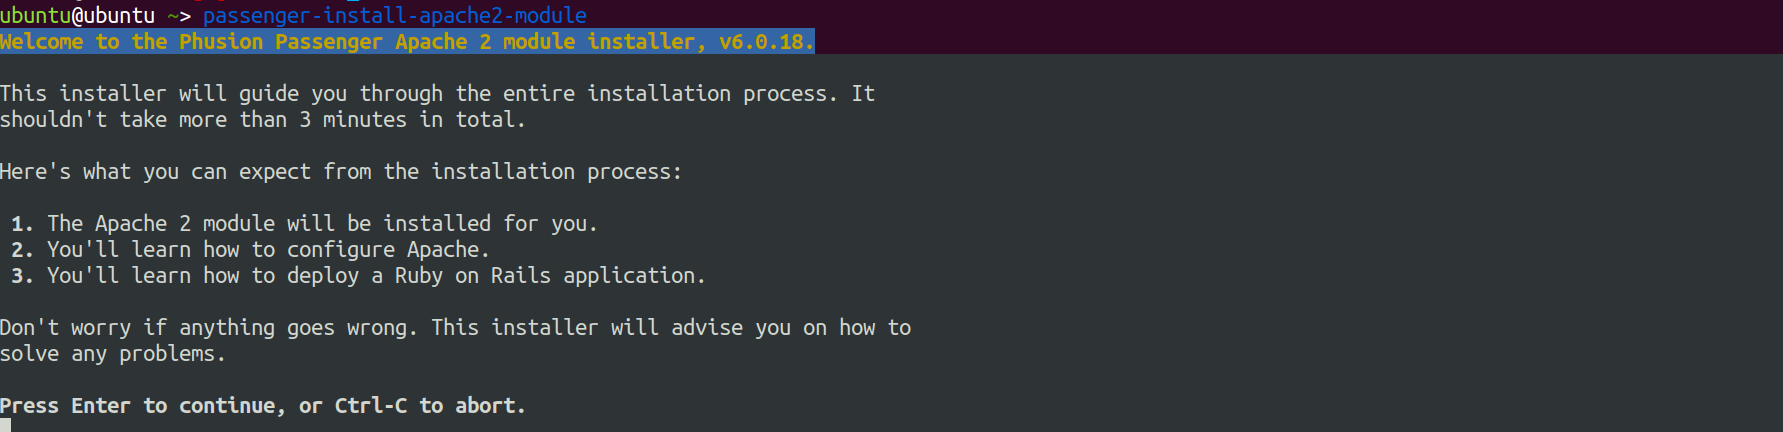 ubuntu@ubuntu ~> passenger-install-apache2-module
Welcome to the Phusion Passenger Apache 2 module installer, v6.0.18.
This installer will guide you through the entire installation process. It
shouldn't take more than 3 minutes in total.
Here's what you can expect from the installation process:
1. The Apache 2 module will be installed for you.
2. You'll learn how to configure Apache.
3. You'll learn how to deploy a Ruby on Rails application.
Don't worry if anything goes wrong. This installer will advise you on how to
solve any problems.
Press Enter to continue, or Ctrl-C to abort.